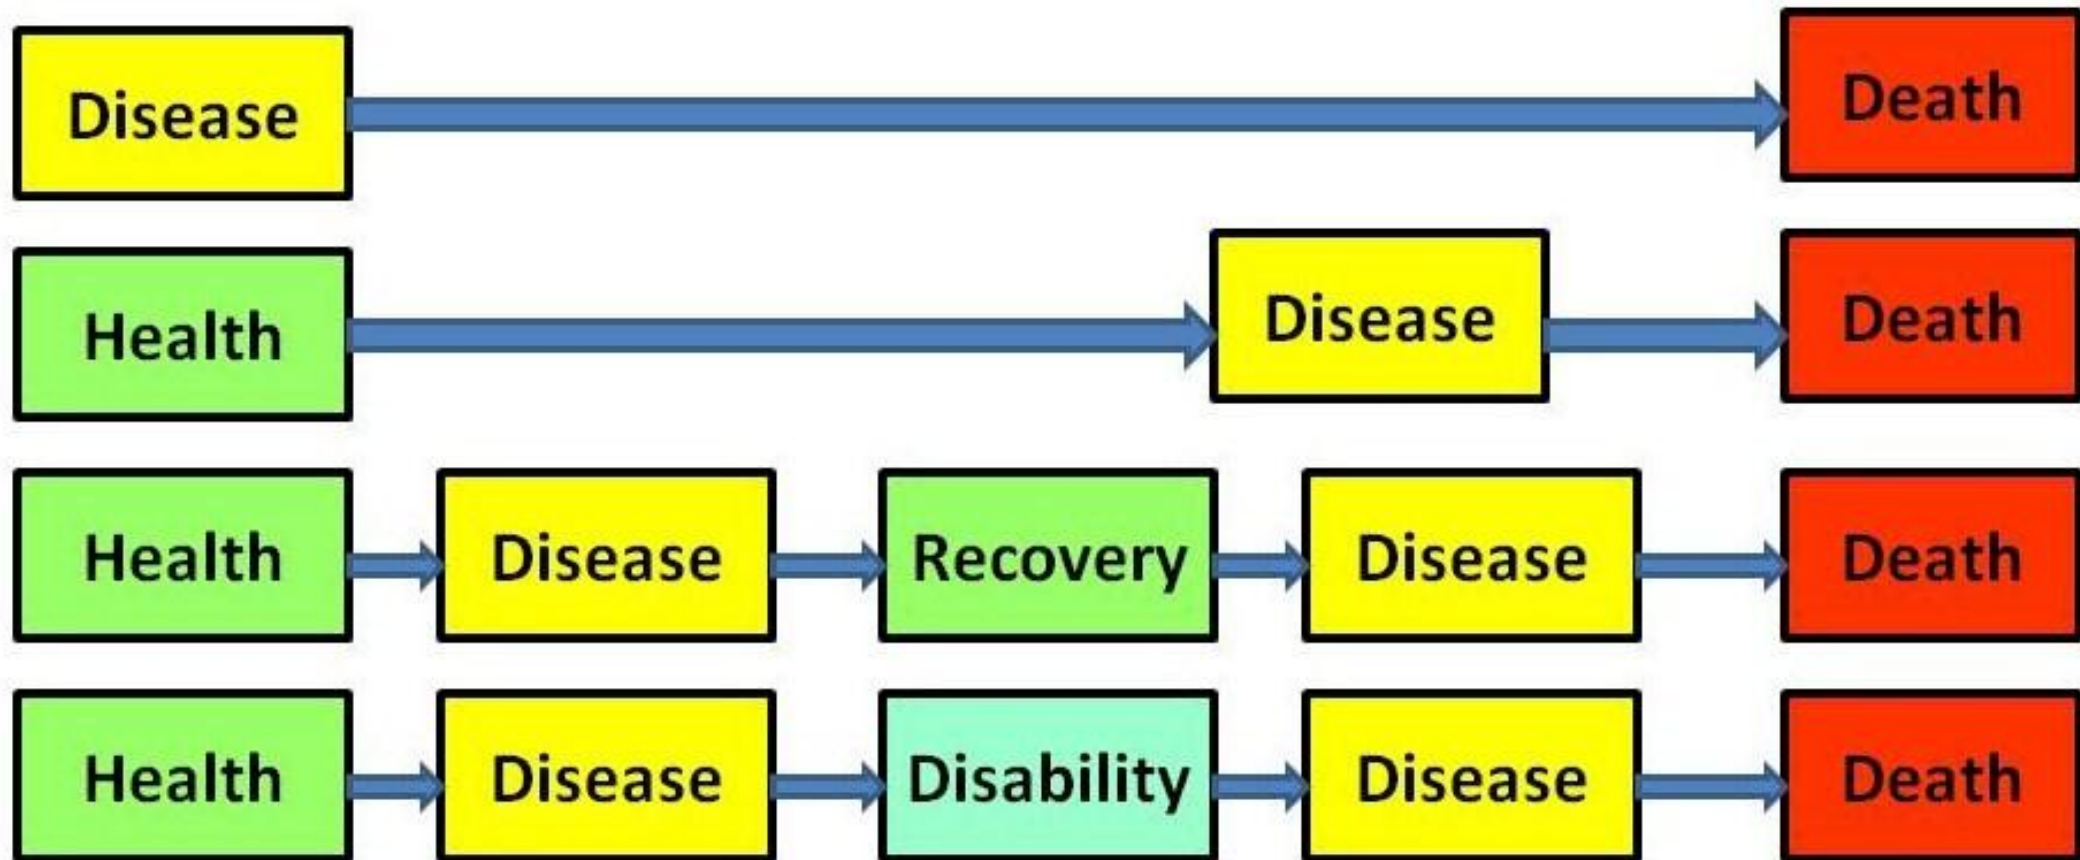 Disease Death
Health Disease Death
Health Disease Recovery Disease Death
Health Disease Disability Disease Death